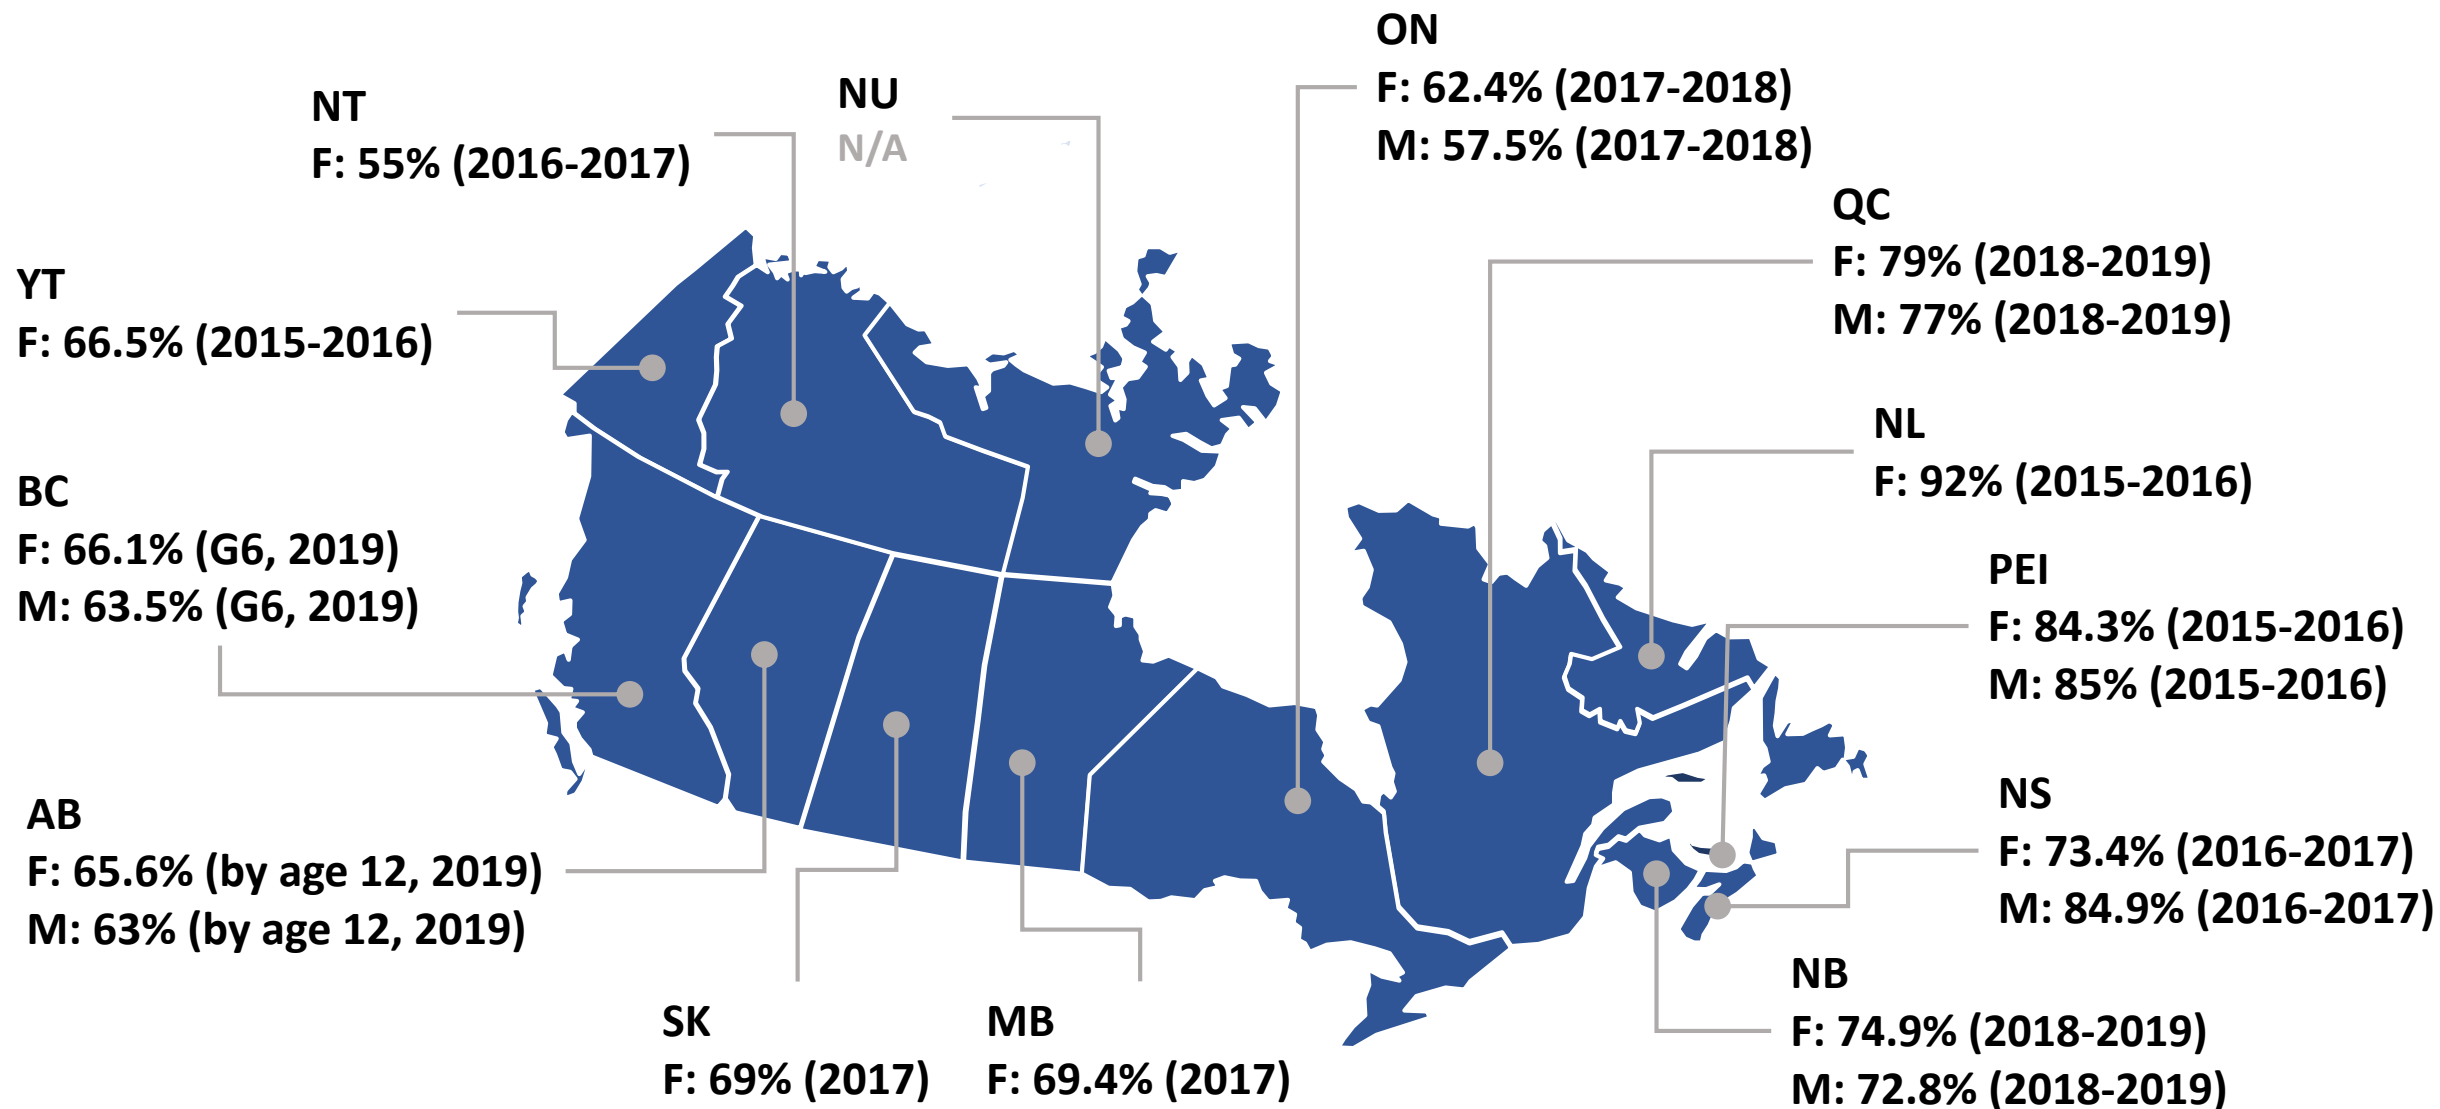 ON
F: 62.4% (2017-2018)
M: 57.5% (2017-2018)
NU
N/A
NT
F: 55% (2016-2017)
QC
F: 79% (2018-2019)
M: 77% (2018-2019)
YT
F: 66.5% (2015-2016)
NL
F: 92% (2015-2016)
BC
F: 66.1% (G6, 2019)
M: 63.5% (G6, 2019)
PEI
F: 84.3% (2015-2016)
M: 85% (2015-2016)
NS
F: 73.4% (2016-2017)
M: 84.9% (2016-2017)
AB
F: 65.6% (by age 12, 2019)
M: 63% (by age 12, 2019)
NB
F: 74.9% (2018-2019)
M: 72.8% (2018-2019)
SK
F: 69% (2017)
MB
F: 69.4% (2017)